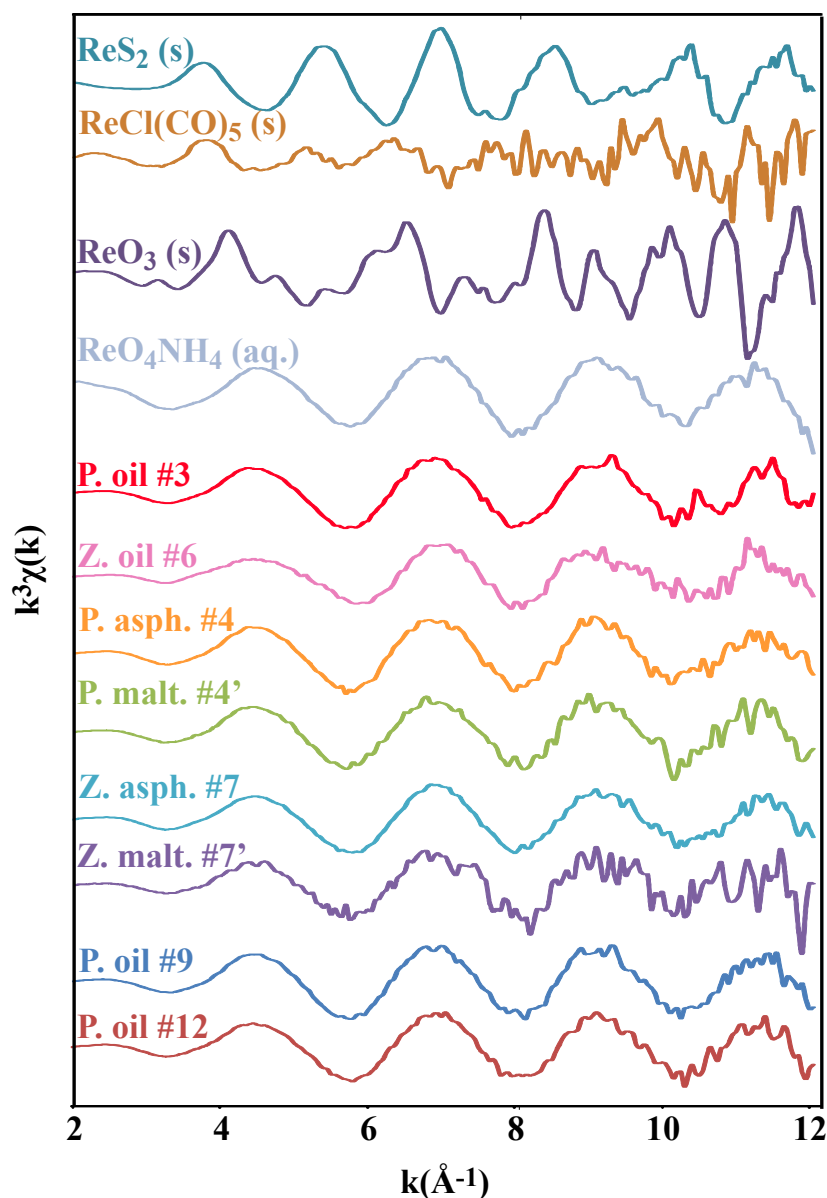 ReS₂ (s)
ReCl(CO)₅ (s)
ReO₃ (s)
ReO₄NH₄ (aq.)
P. oil #3
Z. oil #6
P. asph. #4
P. malt. #4’
Z. asph. #7
Z. malt. #7’
P. oil #9
P. oil #12
k³χ(k)
2 4 6 8 10 12
k(Å⁻¹)